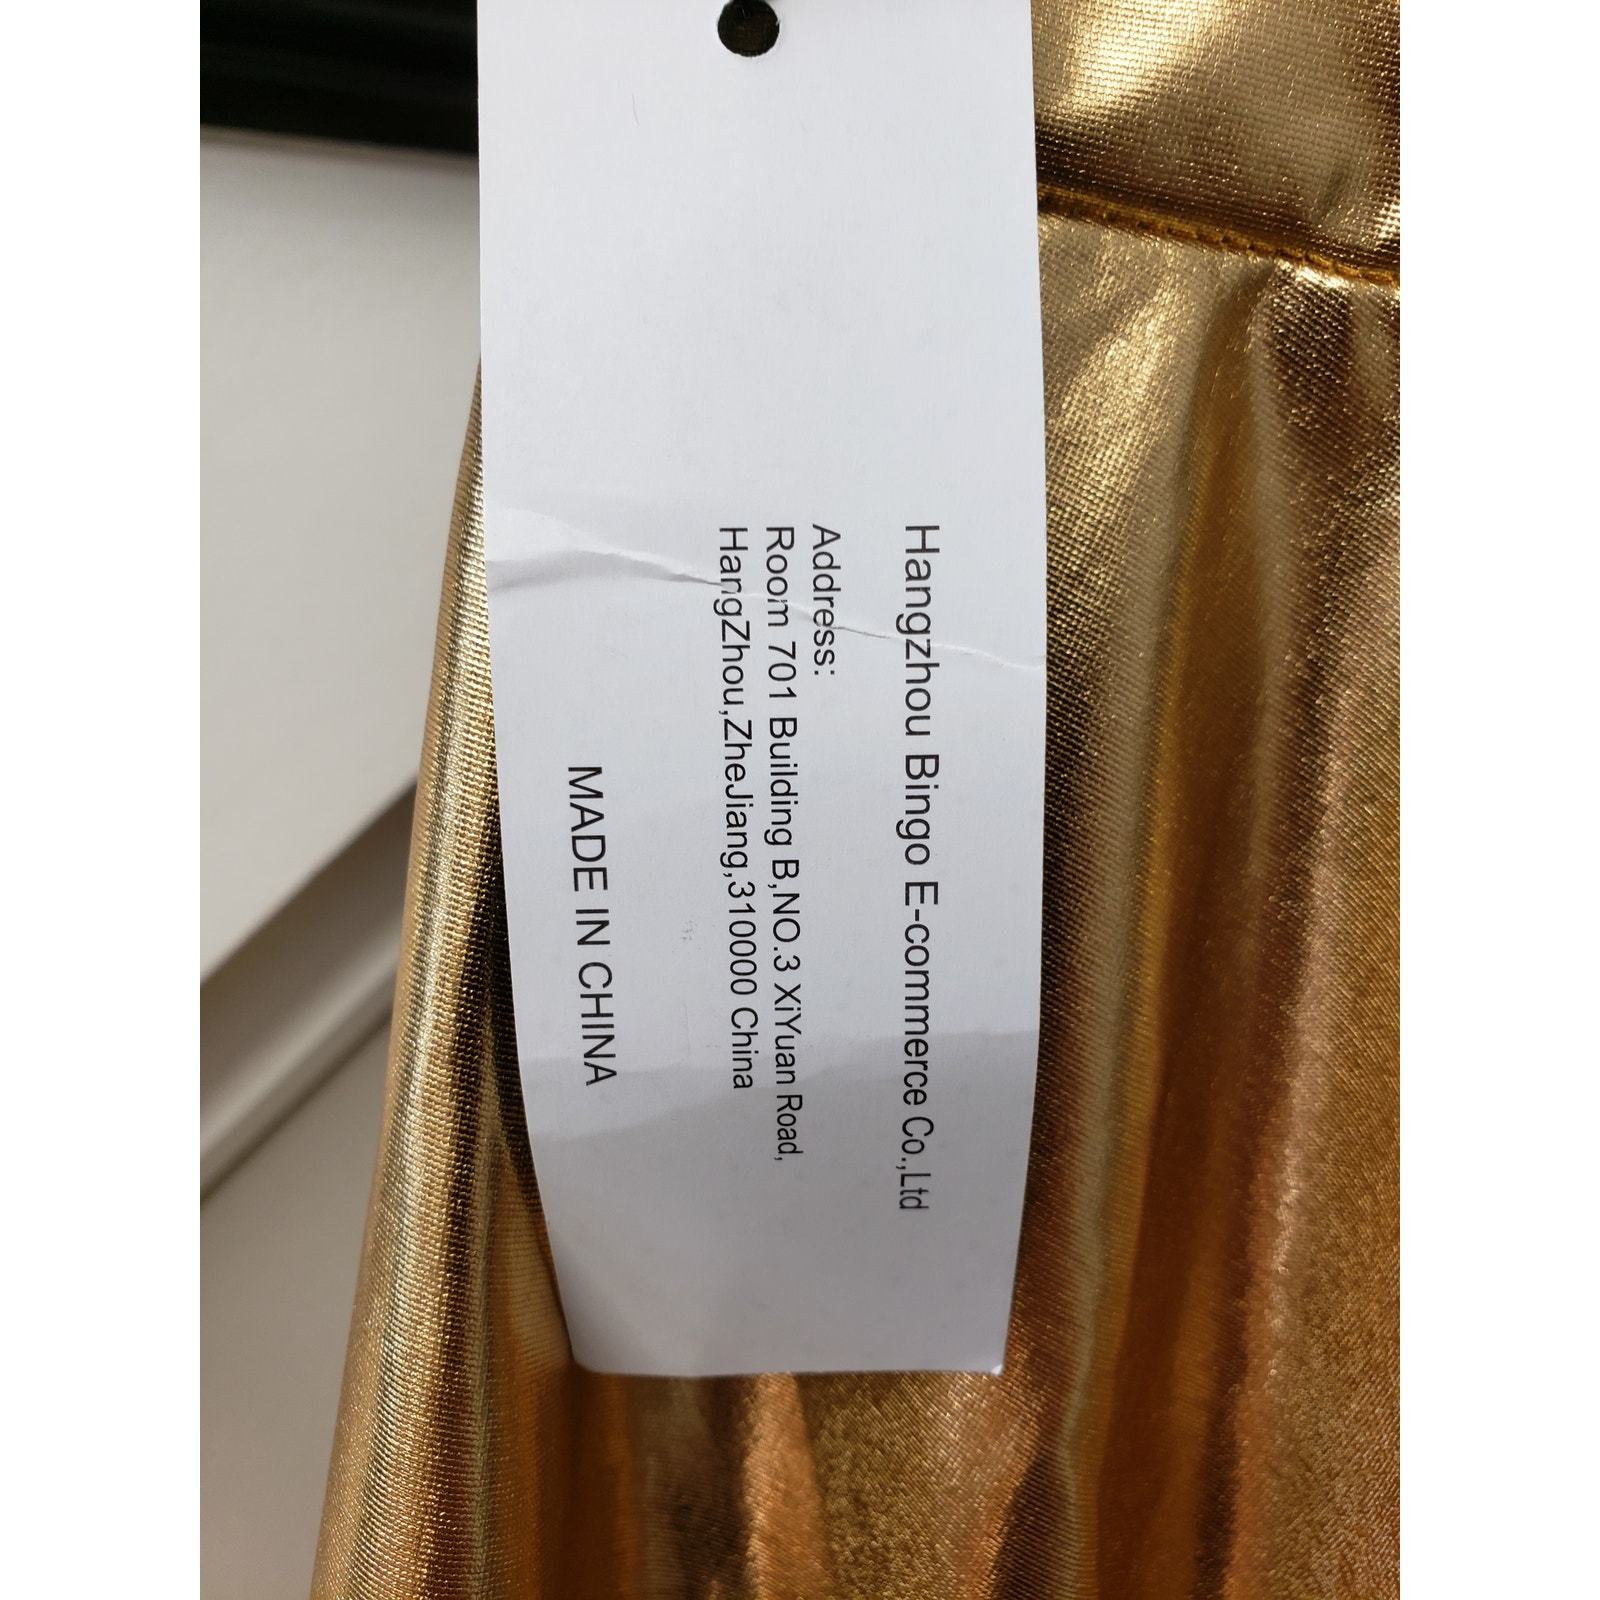 Hangzhou Bingo E-commerce Co.,Ltd
Address:
Room 701 Building B,NO.3 XiYuan Road,
HangZhou,ZheJiang,310000 China
MADE IN CHINA